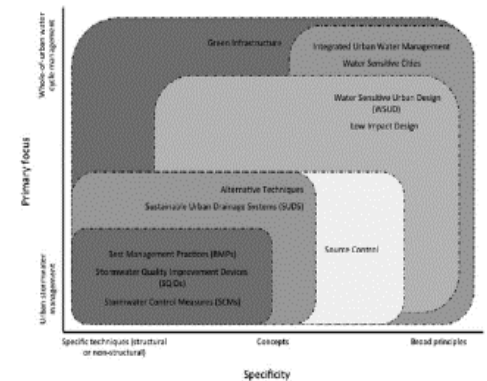 Whole-of-urban water
cycle management
Primary focus
Urban stormwater
management
Green Infrastructure
Integrated Urban Water Management
Water Sensitive Cities
Water Sensitive Urban Design
(WSUD)
Low Impact Design
Alternative Techniques
Sustainable Urban Drainage Systems (SUDS)
Source Control
Best Management Practices (BMPs)
Stormwater Quality Improvement Devices
(SQIDs)
Stormwater Control Measures (SCMs)
Specific techniques (structural
or non-structural)
Concepts
Broad principles
Specificity